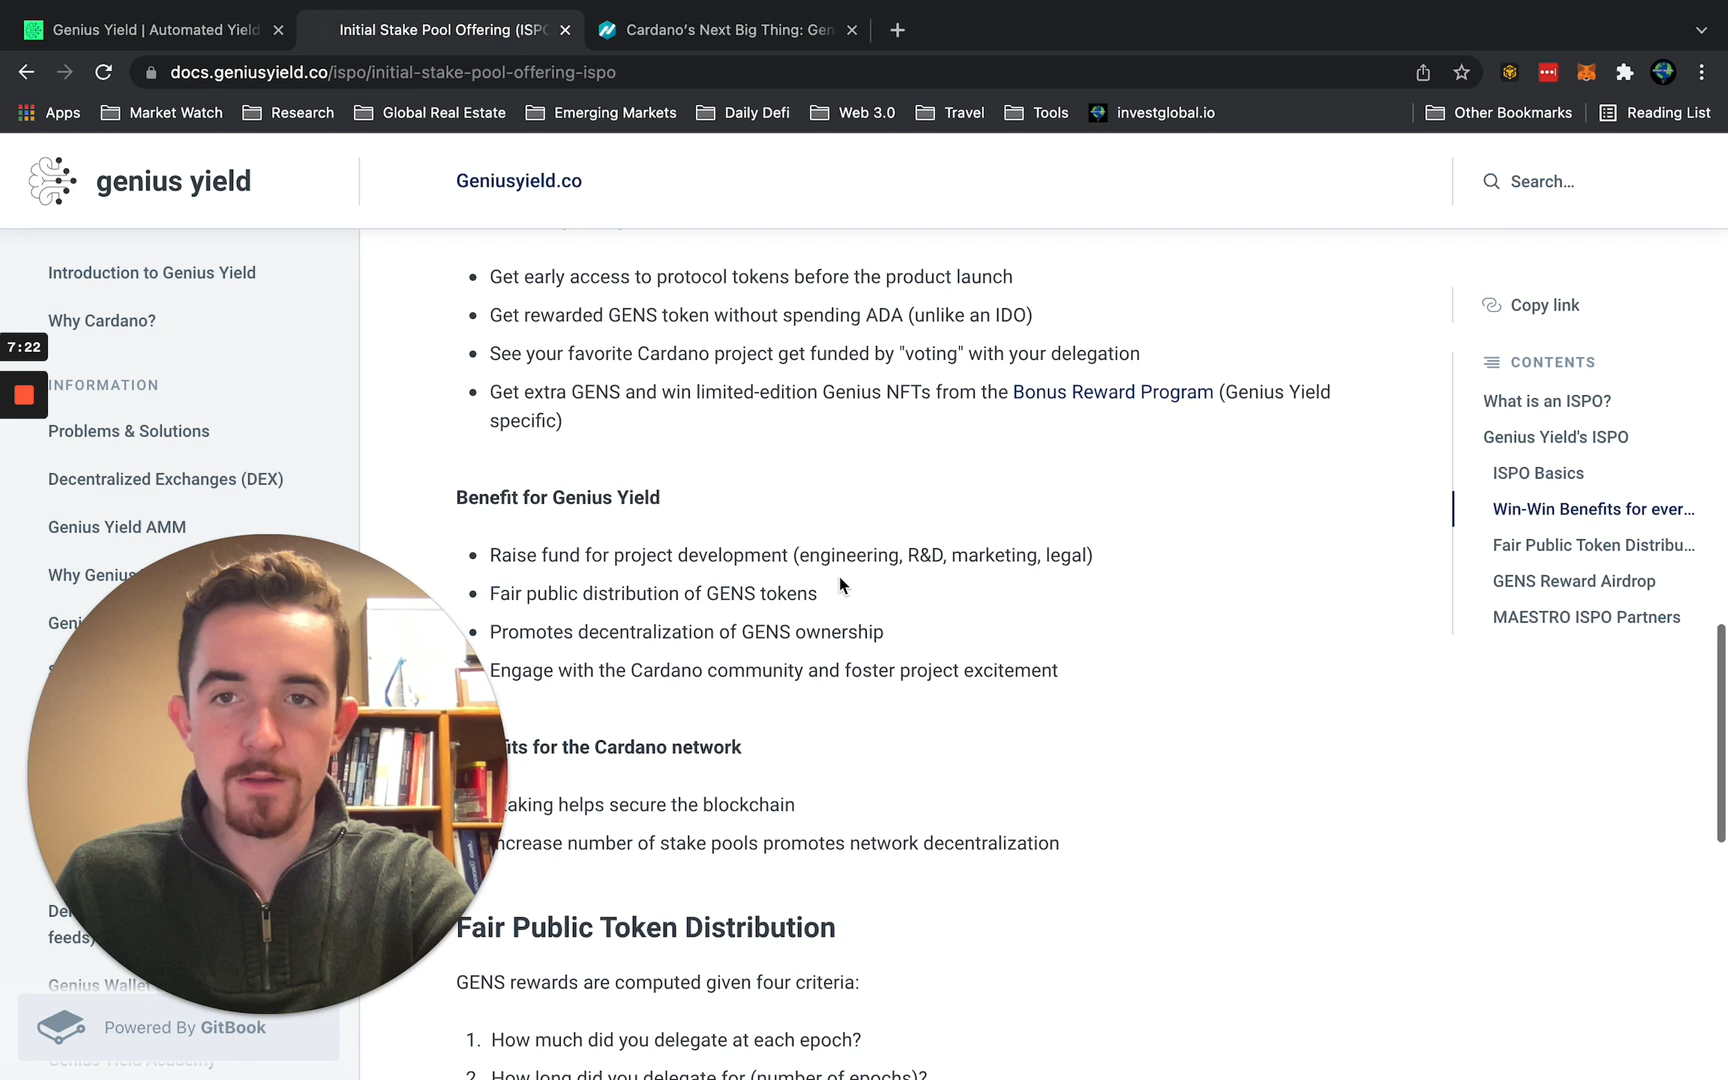 Genius Yield | Automated Yield
Initial Stake Pool Offering (ISPO
Cardano's Next Big Thing: Gen
docs.geniusyield.co/ispo/initial-stake-pool-offering-ispo
Apps
Market Watch
Research
Global Real Estate
Emerging Markets
Daily Defi
Web 3.0
Travel
Tools
investglobal.io
Other Bookmarks
Reading List
genius yield
Geniusyield.co
Search...
Introduction to Genius Yield
Why Cardano?
7:22
INFORMATION
Problems & Solutions
Decentralized Exchanges (DEX)
Genius Yield AMM
Why Genius
feeds)
Genius Wallet
Powered By GitBook
Genius Yield Academy
• Get early access to protocol tokens before the product launch
• Get rewarded GENS token without spending ADA (unlike an IDO)
• See your favorite Cardano project get funded by "voting" with your delegation
• Get extra GENS and win limited-edition Genius NFTs from the Bonus Reward Program (Genius Yield
specific)
Benefit for Genius Yield
• Raise fund for project development (engineering, R&D, marketing, legal)
• Fair public distribution of GENS tokens
• Promotes decentralization of GENS ownership
Engage with the Cardano community and foster project excitement
fits for the Cardano network
taking helps secure the blockchain
ncrease number of stake pools promotes network decentralization
Fair Public Token Distribution
GENS rewards are computed given four criteria:
1. How much did you delegate at each epoch?
2. How long did you delegate for (number of epochs)?
Copy link
CONTENTS
What is an ISPO?
Genius Yield's ISPO
ISPO Basics
Win-Win Benefits for ever...
Fair Public Token Distribu...
GENS Reward Airdrop
MAESTRO ISPO Partners